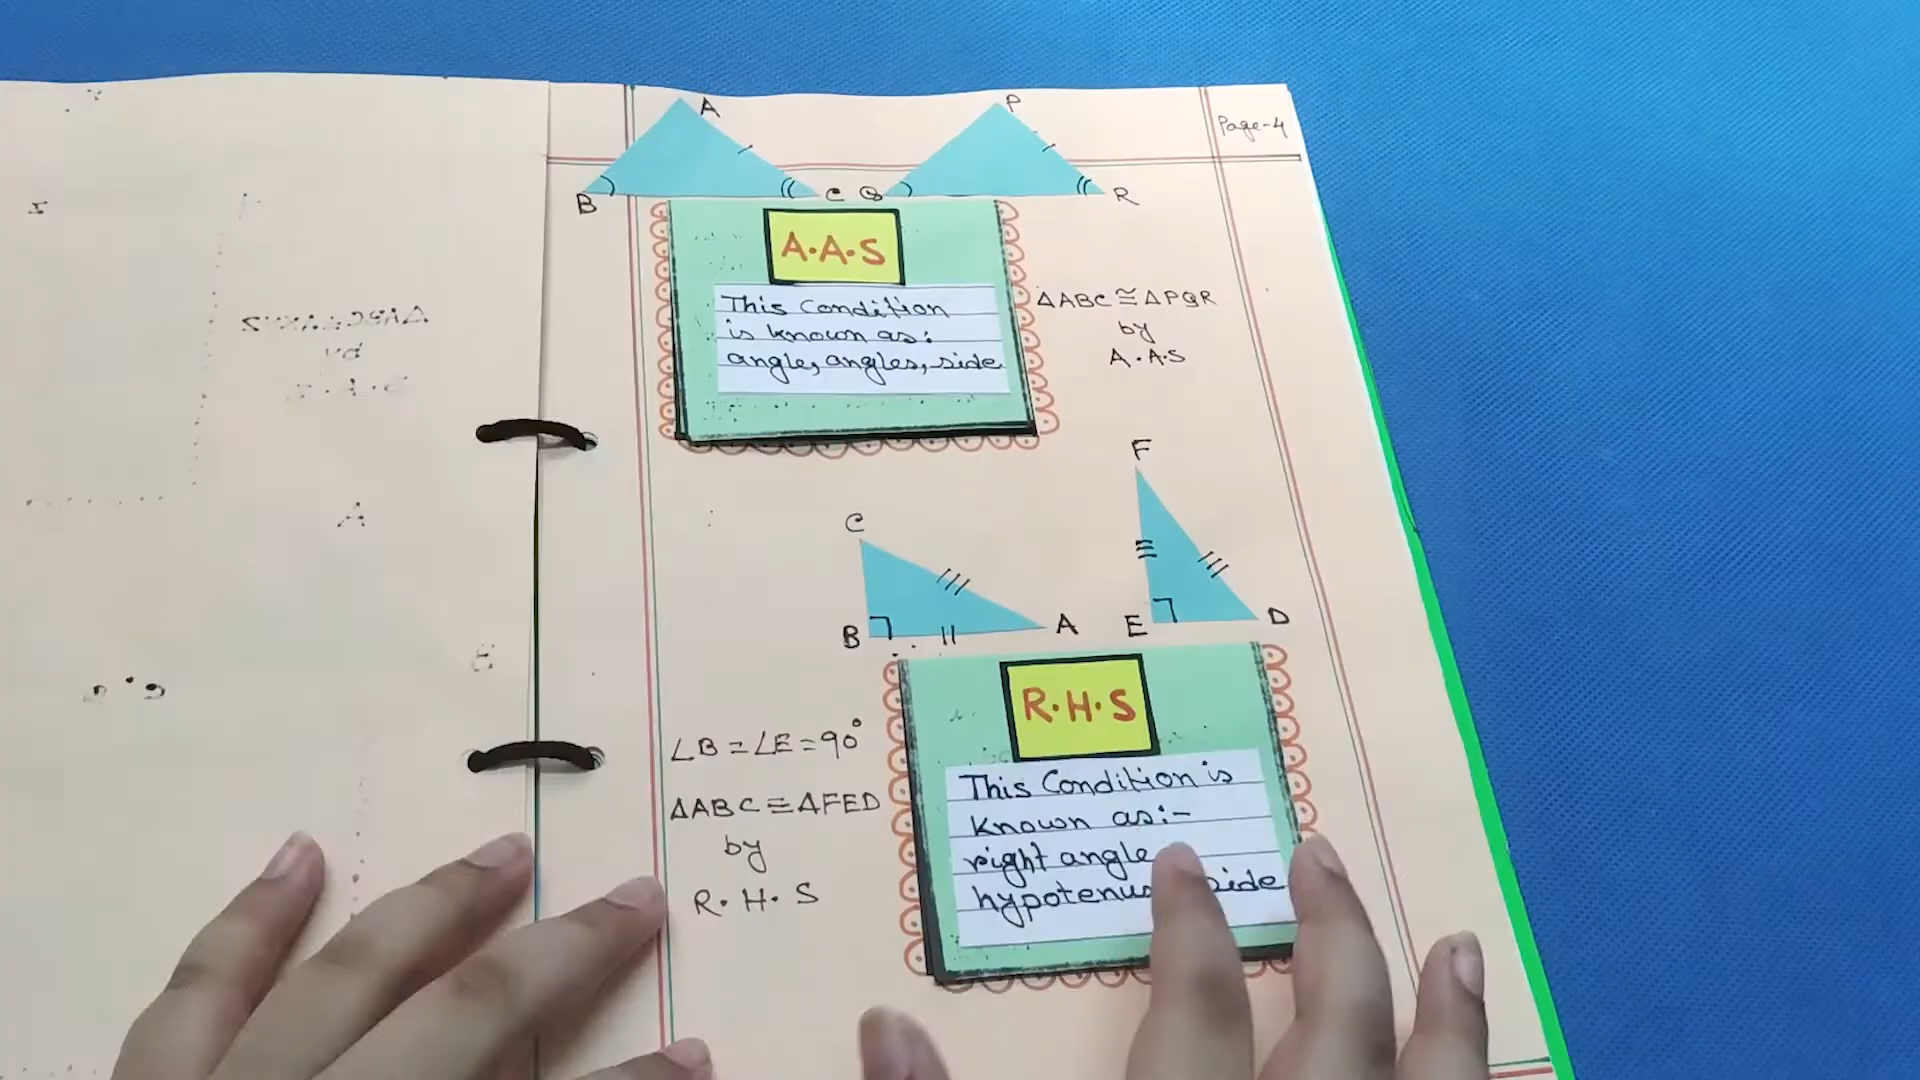 Page-4
A
P
B
C
Q
R
A.A.S
This Condition
is known as:
angle, angles, side
ΔABC ≅ ΔPQR
by
A.A.S
F
C
B
A
E
D
R.H.S
This Condition is
known as:-
right angle
side
∠B = ∠E = 90°
ΔABC ≅ ΔFED
by
R.H.S